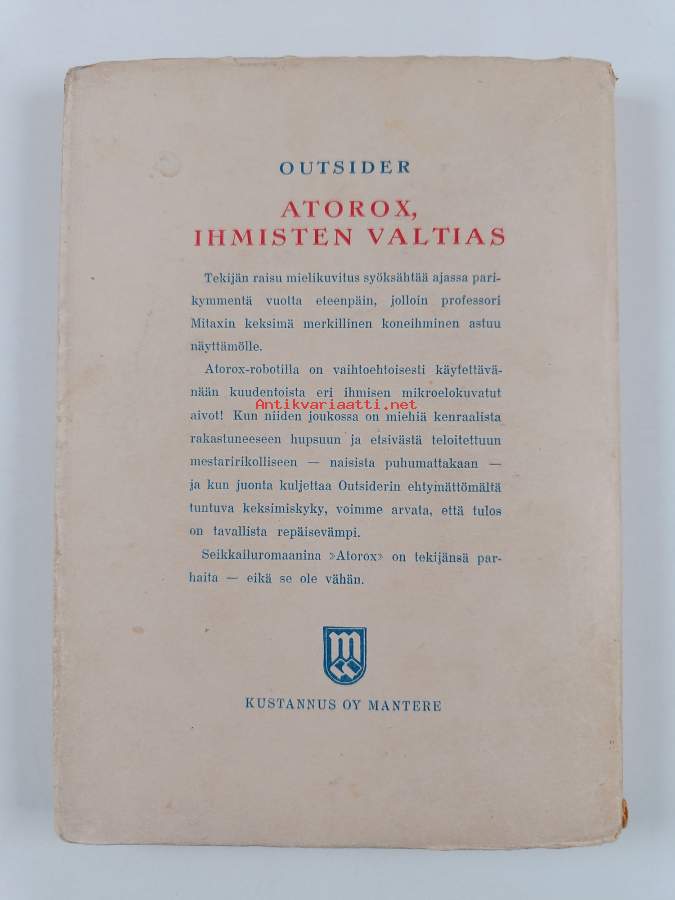 OUTSIDER
ATOROX,
IHMISTEN VALTIAS
Tekijän raisu mielikuvitus syöksähtää ajassa pari-
kymmentä vuotta eteenpäin, jolloin professori
Mitaxin keksimä merkillinen koneihminen astuu
näyttämölle.
Atorox-robotilla on vaihtoehtoisesti käytettävä-
nään kuudentoista eri ihmisen mikroelokuvatut
Antikvariaatti.net
aivot! Kun niiden joukossa on miehiä kenraalista
rakastuneeseen hupsuun ja etsivästä teloitettuun
mestaririkolliseen — naisista puhumattakaan —
ja kun juonta kuljettaa Outsiderin ehtymättömältä
tuntuva keksimiskyky, voimme arvata, että tulos
on tavallista repäisevämpi.
Seikkailuromaanina »Atorox» on tekijänsä par-
haita — eikä se ole vähän.
m
KUSTANNUS OY MANTERE